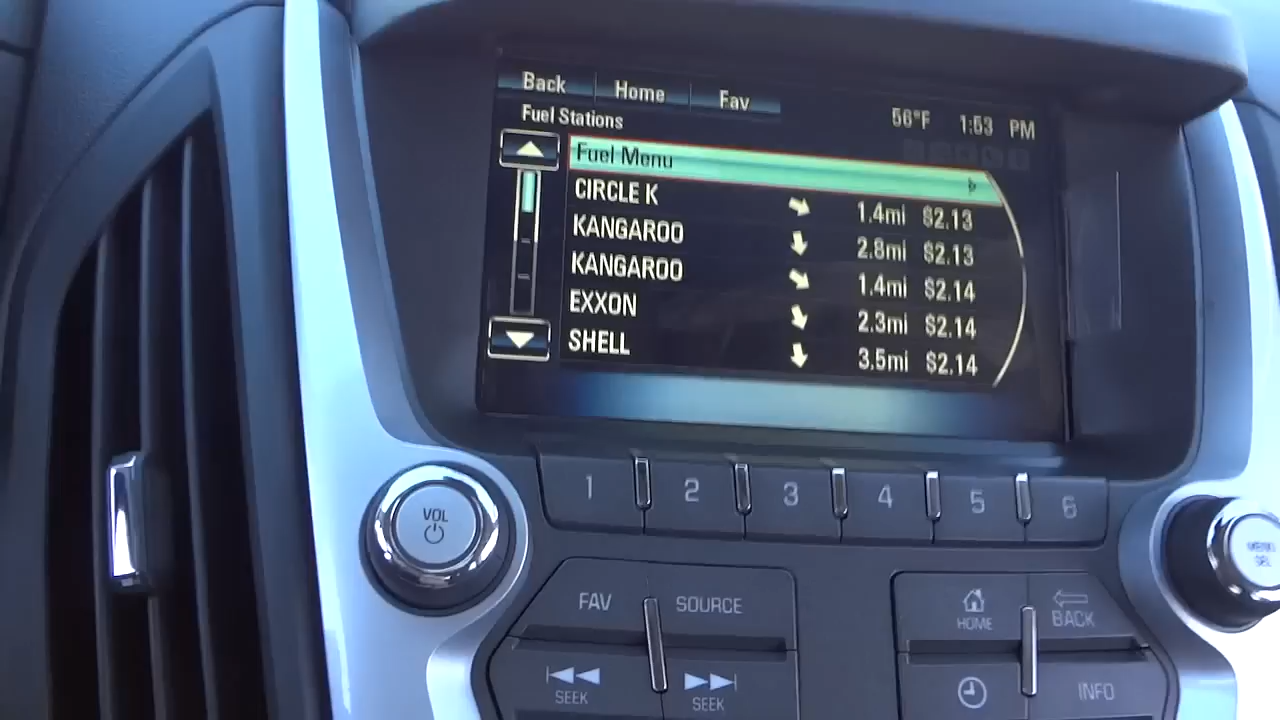 Back Home Fav
Fuel Stations 56°F 1:53 PM
Fuel Menu
CIRCLE K 1.4mi $2.13
KANGAROO 2.8mi $2.13
KANGAROO 1.4mi $2.14
EXXON 2.3mi $2.14
SHELL 3.5mi $2.14
1 2 3 4 5 6
VOL
MENU
SEL
FAV SOURCE
HOME BACK
SEEK SEEK
INFO